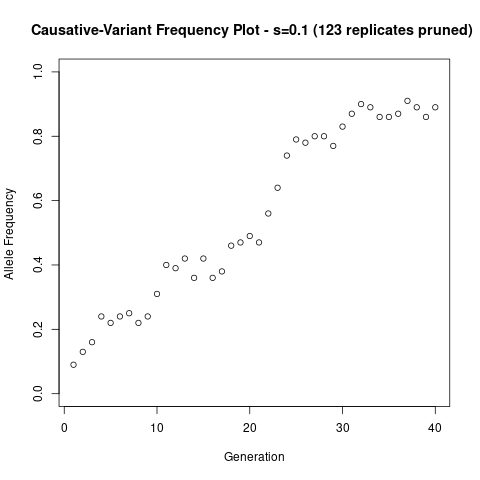 Causative-Variant Frequency Plot - s=0.1 (123 replicates pruned)
1.0
0.8
0.6
0.4
0.2
0.0
Allele Frequency
0 10 20 30 40
Generation